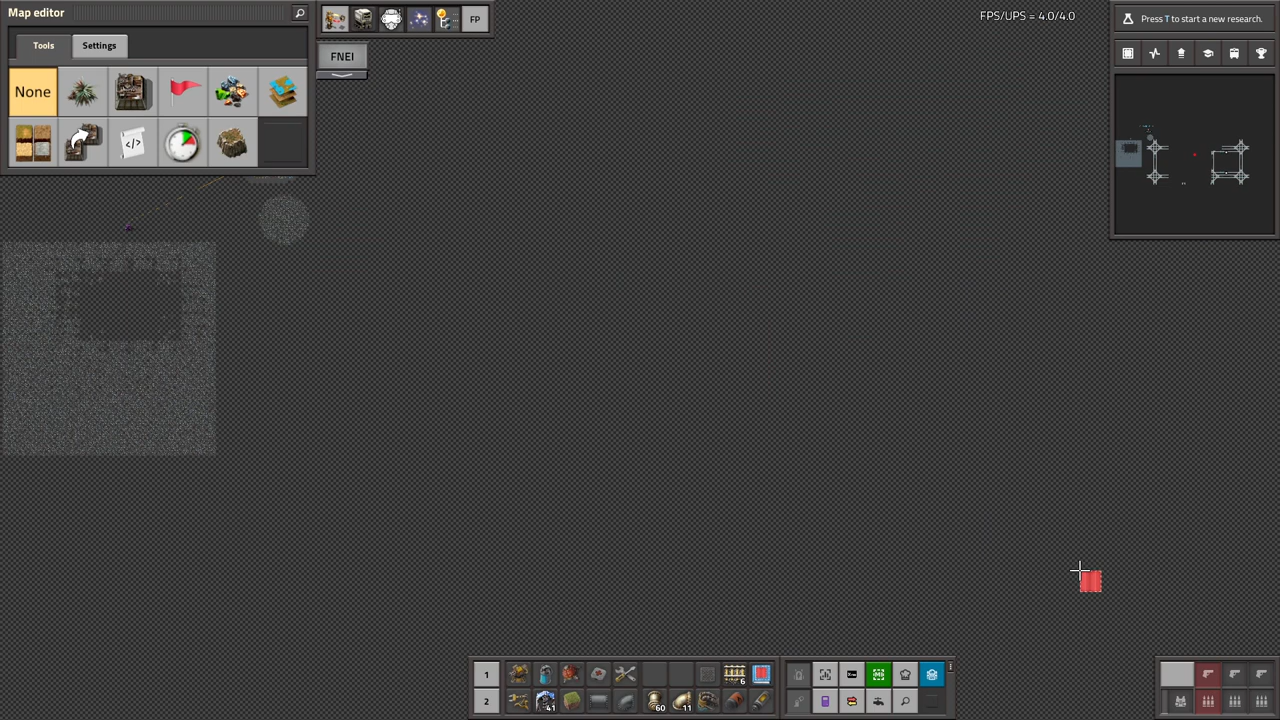 Map editor
FP
FPS/UPS = 4.0/4.0
Press T to start a new research.
Tools
Settings
FNEI
None
</>
1
6
2
41
60
11